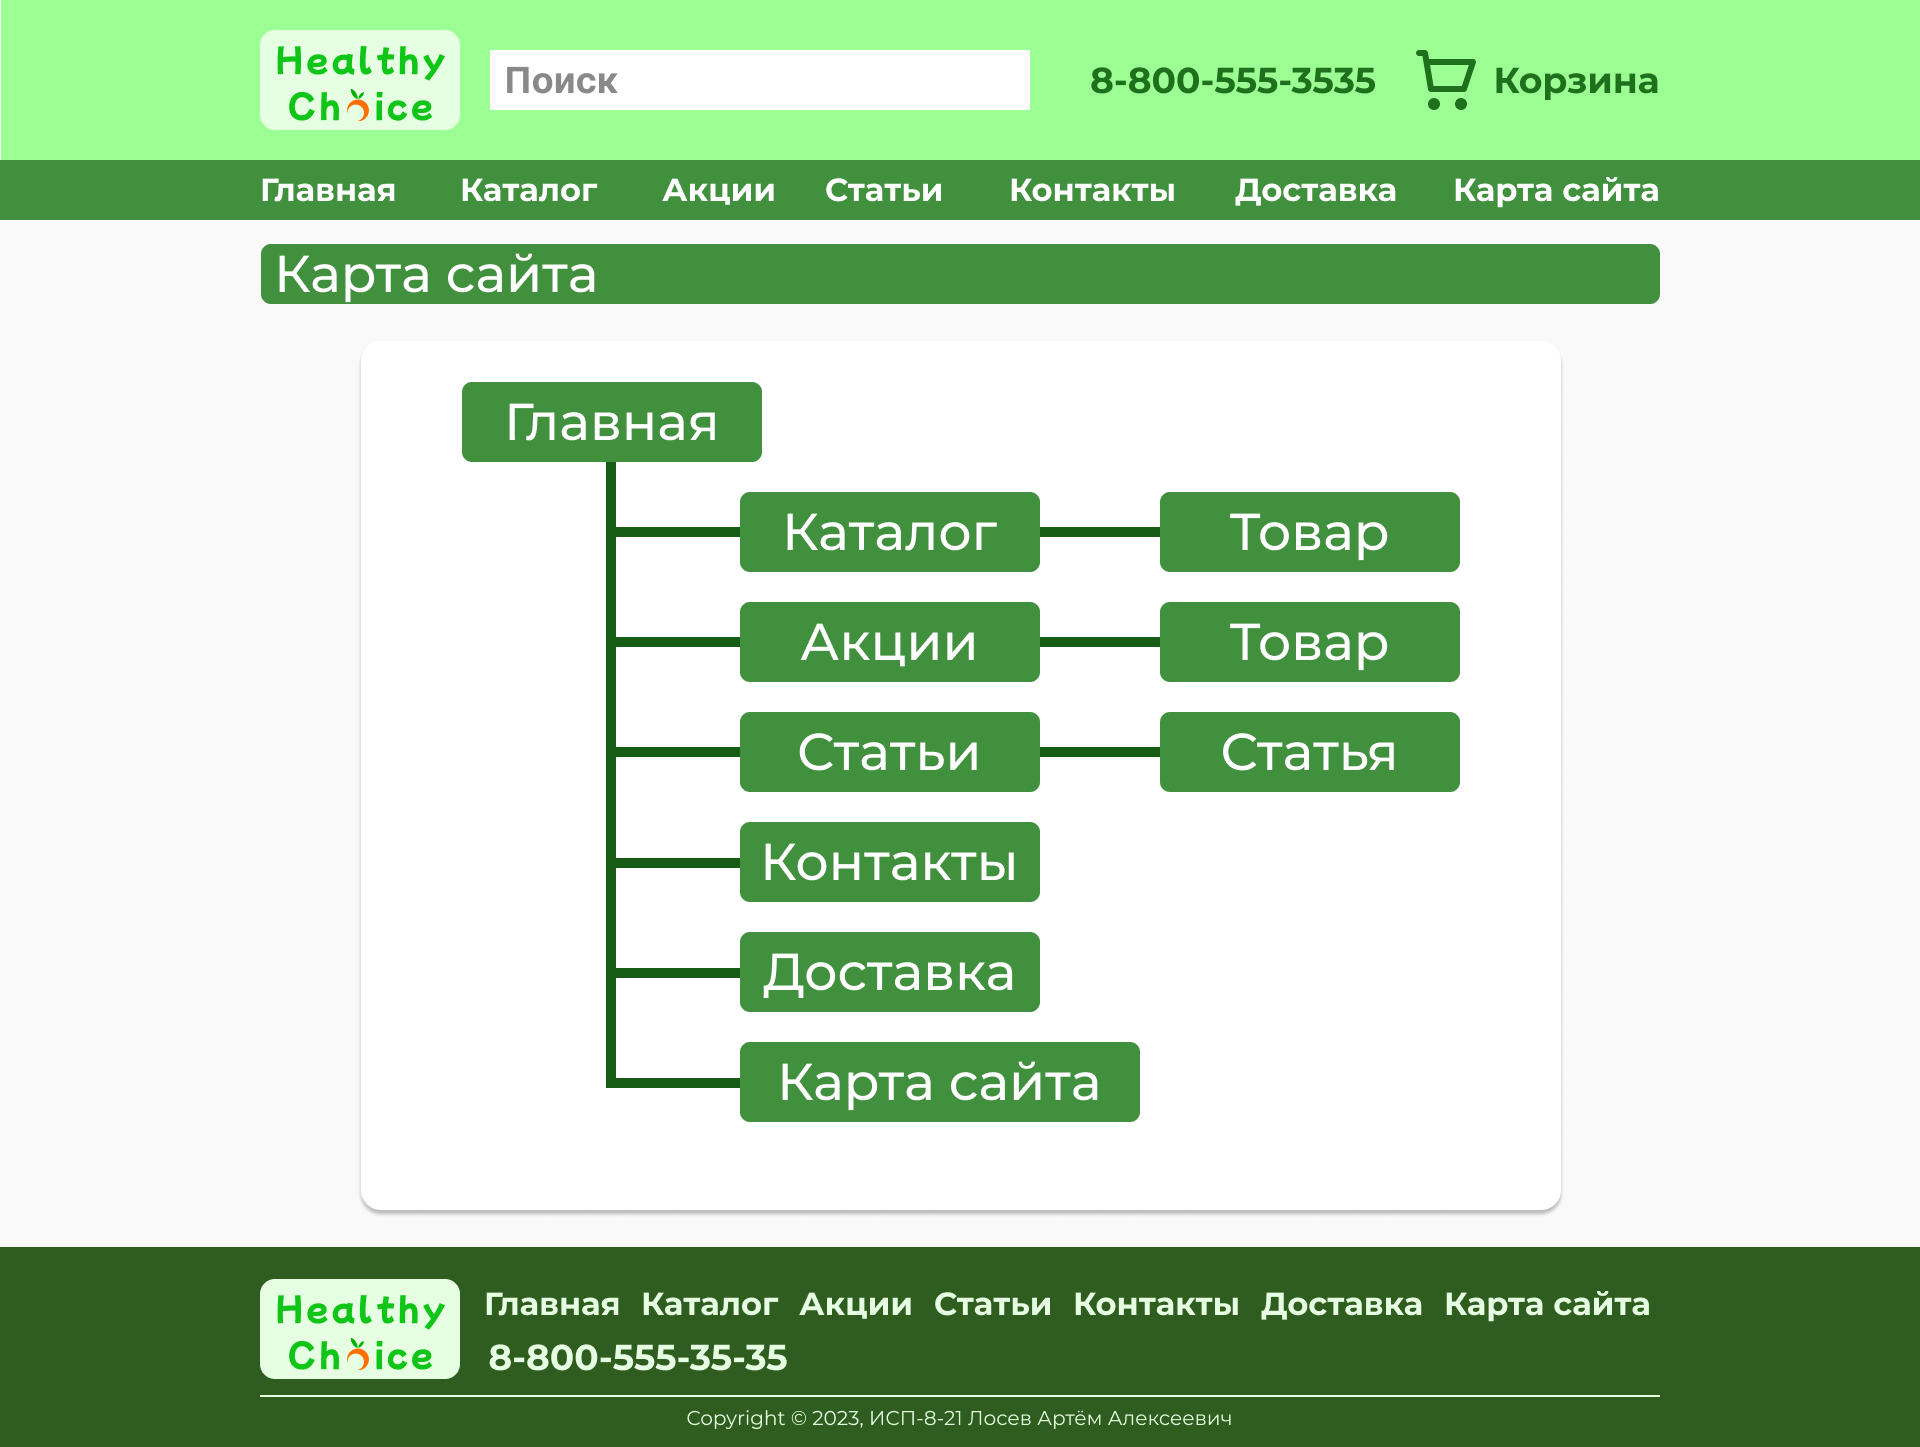 Healthy
Choice
Поиск
8-800-555-3535
Корзина
Главная Каталог Акции Статьи Контакты Доставка Карта сайта
Карта сайта
Главная
Каталог Товар
Акции Товар
Статьи Статья
Контакты
Доставка
Карта сайта
Healthy
Choice
Главная Каталог Акции Статьи Контакты Доставка Карта сайта
8-800-555-35-35
Copyright © 2023, ИСП-8-21 Лосев Артём Алексеевич